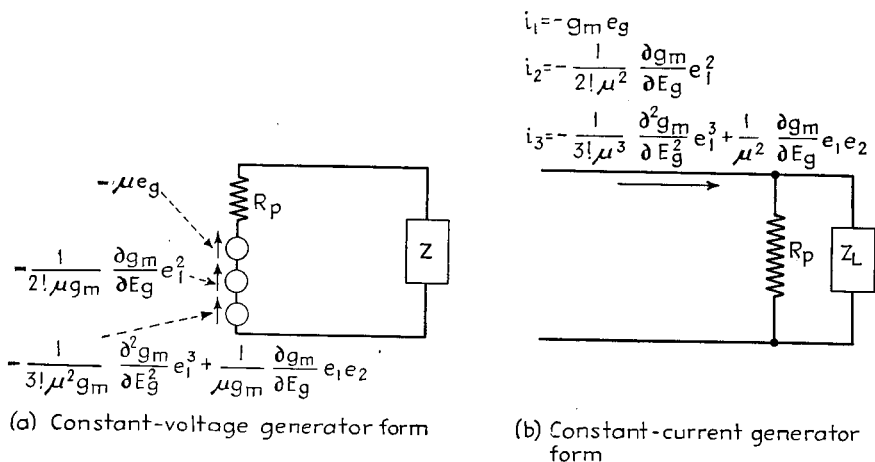 i₁=-gₘe_g
i₂=-1/(2!μ²) ∂gₘ/∂E_g e₁²
i₃=-1/(3!μ³) ∂²gₘ/∂E_g² e₁³+1/μ² ∂gₘ/∂E_g e₁e₂
-μe_g
R_p
Z
-1/(2!μgₘ) ∂gₘ/∂E_g e₁²
-1/(3!μ²gₘ) ∂²gₘ/∂E_g² e₁³+1/(μgₘ) ∂gₘ/∂E_g e₁e₂
(a) Constant-voltage generator form
R_p
Z_L
(b) Constant-current generator
form